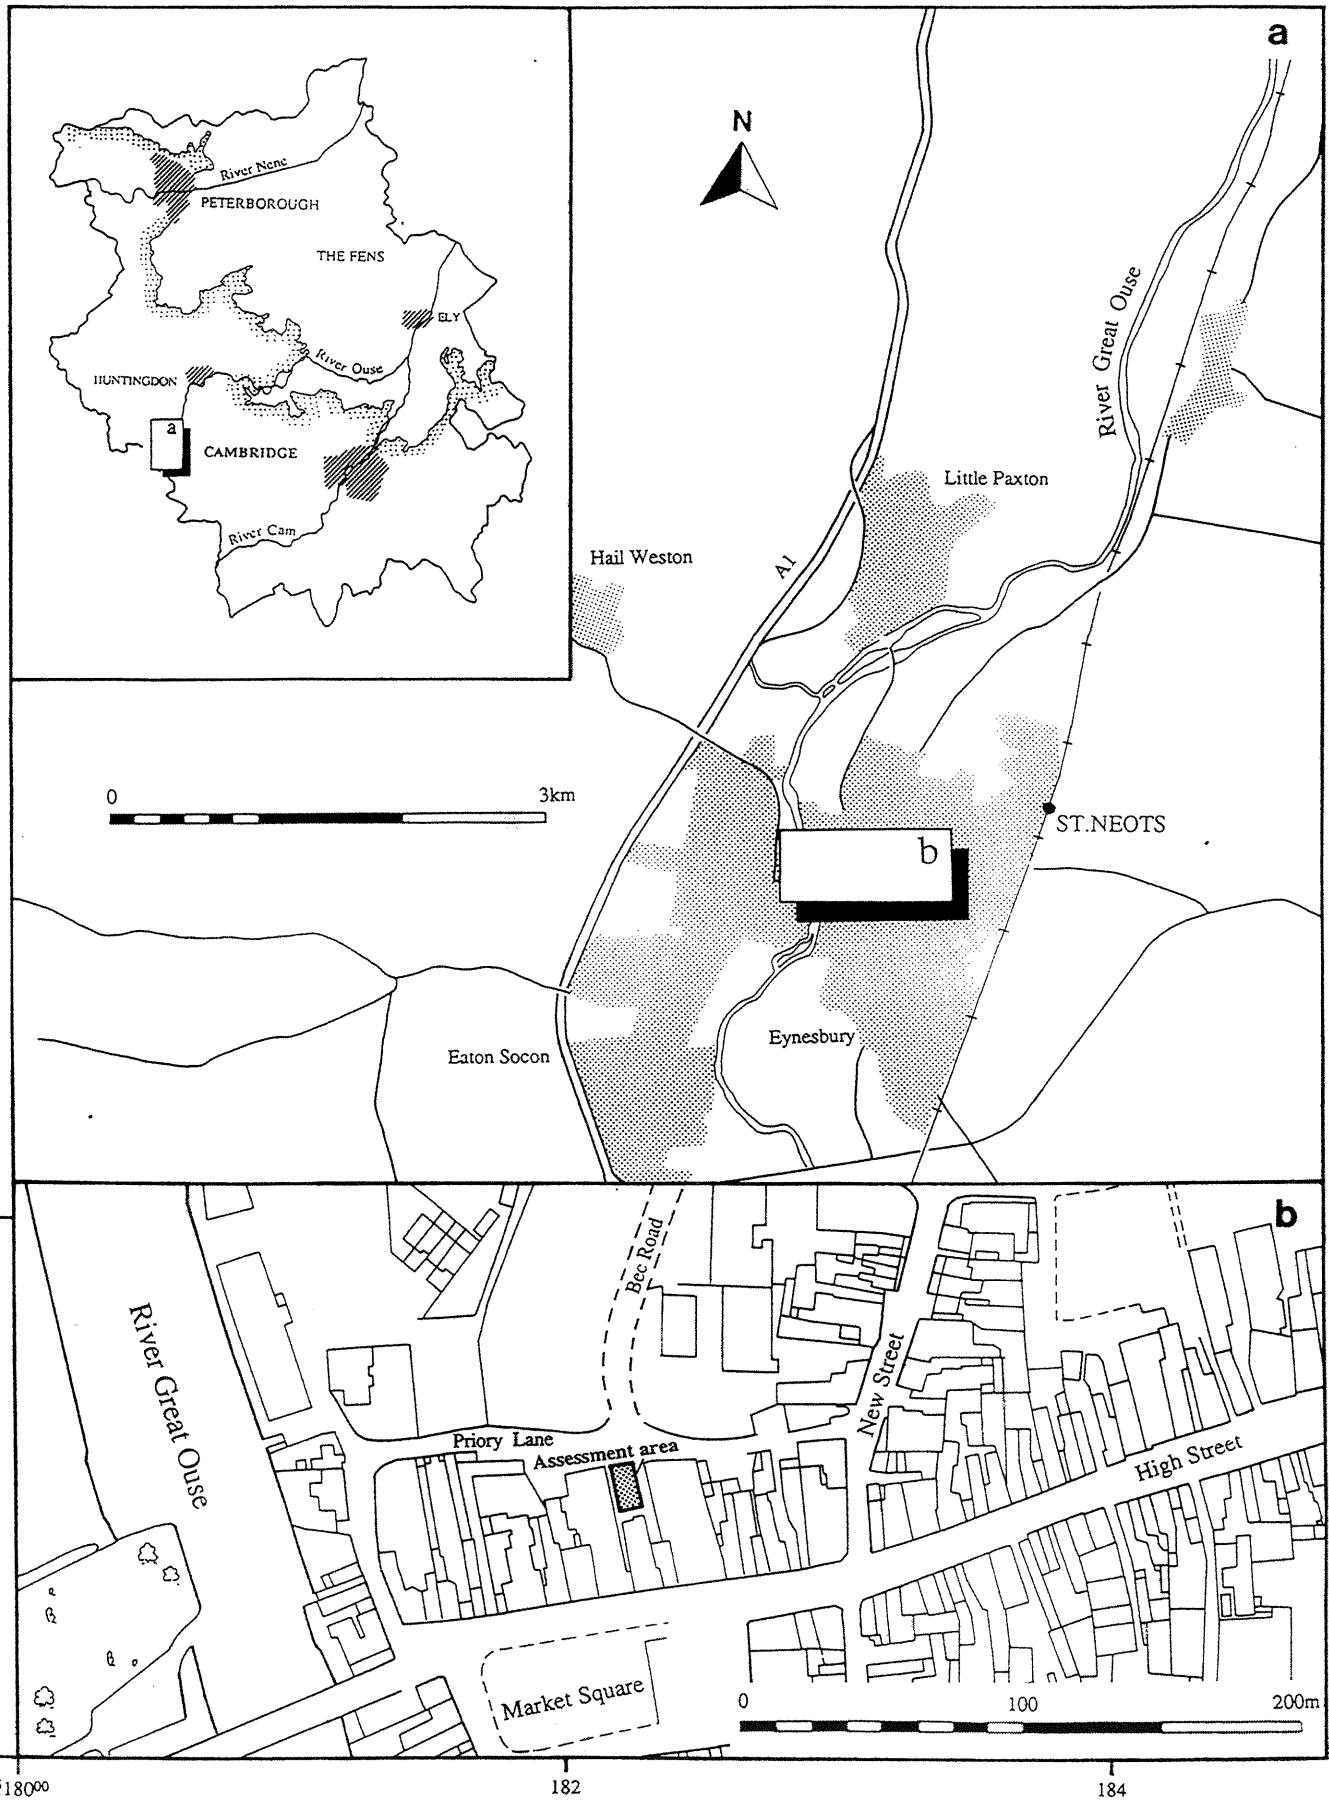 a
N
River Nene
PETERBOROUGH
THE FENS
ELY
River Ouse
HUNTINGDON
a
CAMBRIDGE
River Cam
River Great Ouse
Little Paxton
Hail Weston
A1
0 3km
ST.NEOTS
b
Eynesbury
Eaton Socon
b
Bec Road
River Great Ouse
New Street
Priory Lane
Assessment area
High Street
Market Square
0 100 200m
18000 182 184